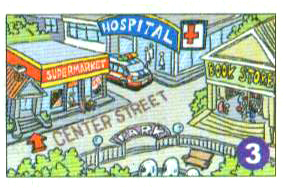 HOSPITAL
SUPERMARKET
BOOK STORE
CENTER STREET
PARK
3